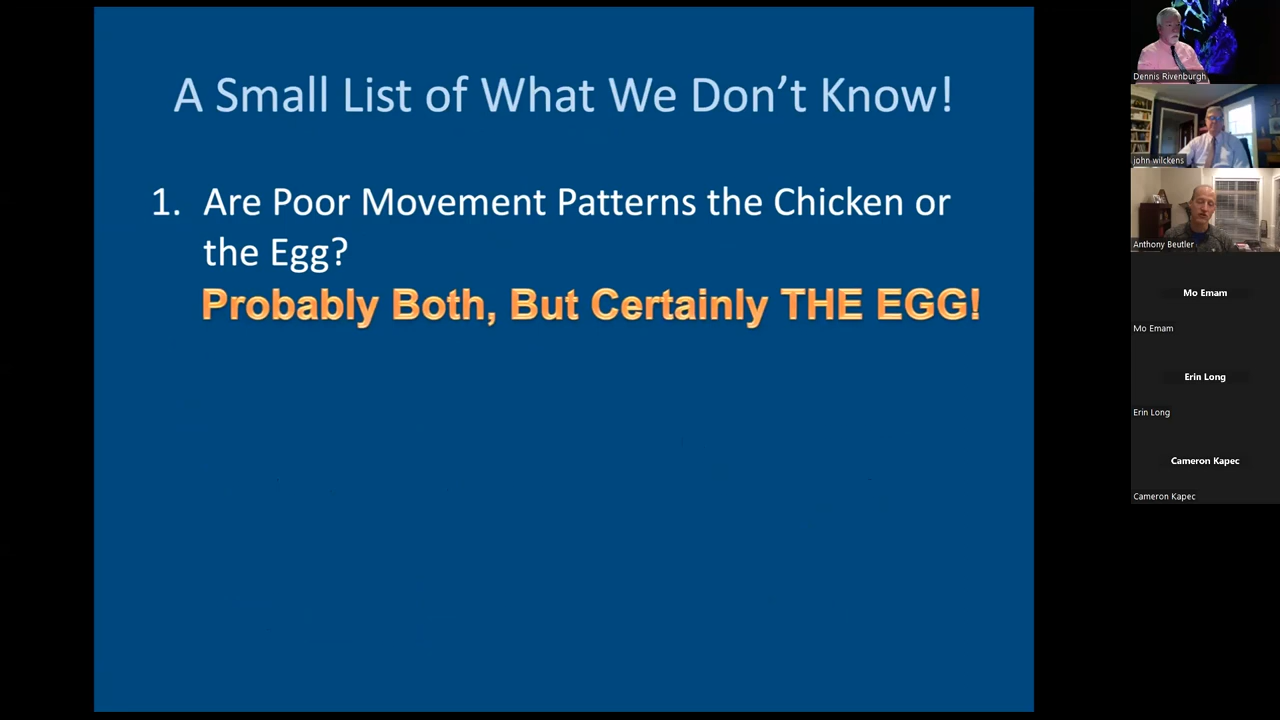 A Small List of What We Don't Know!
1. Are Poor Movement Patterns the Chicken or
the Egg?
Probably Both, But Certainly THE EGG!
Dennis Rivenburgh
john wilckens
Anthony Beutler
Mo Emam
Mo Emam
Erin Long
Erin Long
Cameron Kapec
Cameron Kapec